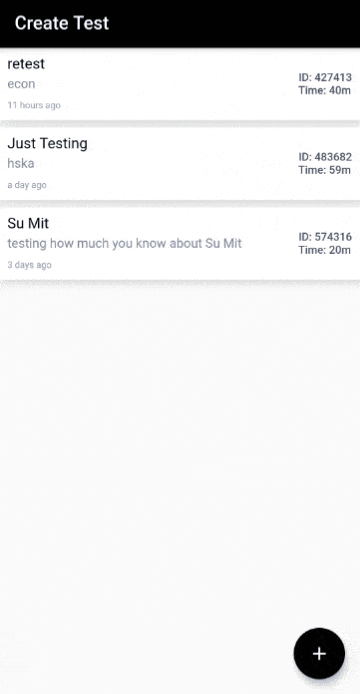 Create Test
retest
econ
11 hours ago
ID: 427413
Time: 40m
Just Testing
hska
a day ago
ID: 483682
Time: 59m
Su Mit
testing how much you know about Su Mit
3 days ago
ID: 574316
Time: 20m
+